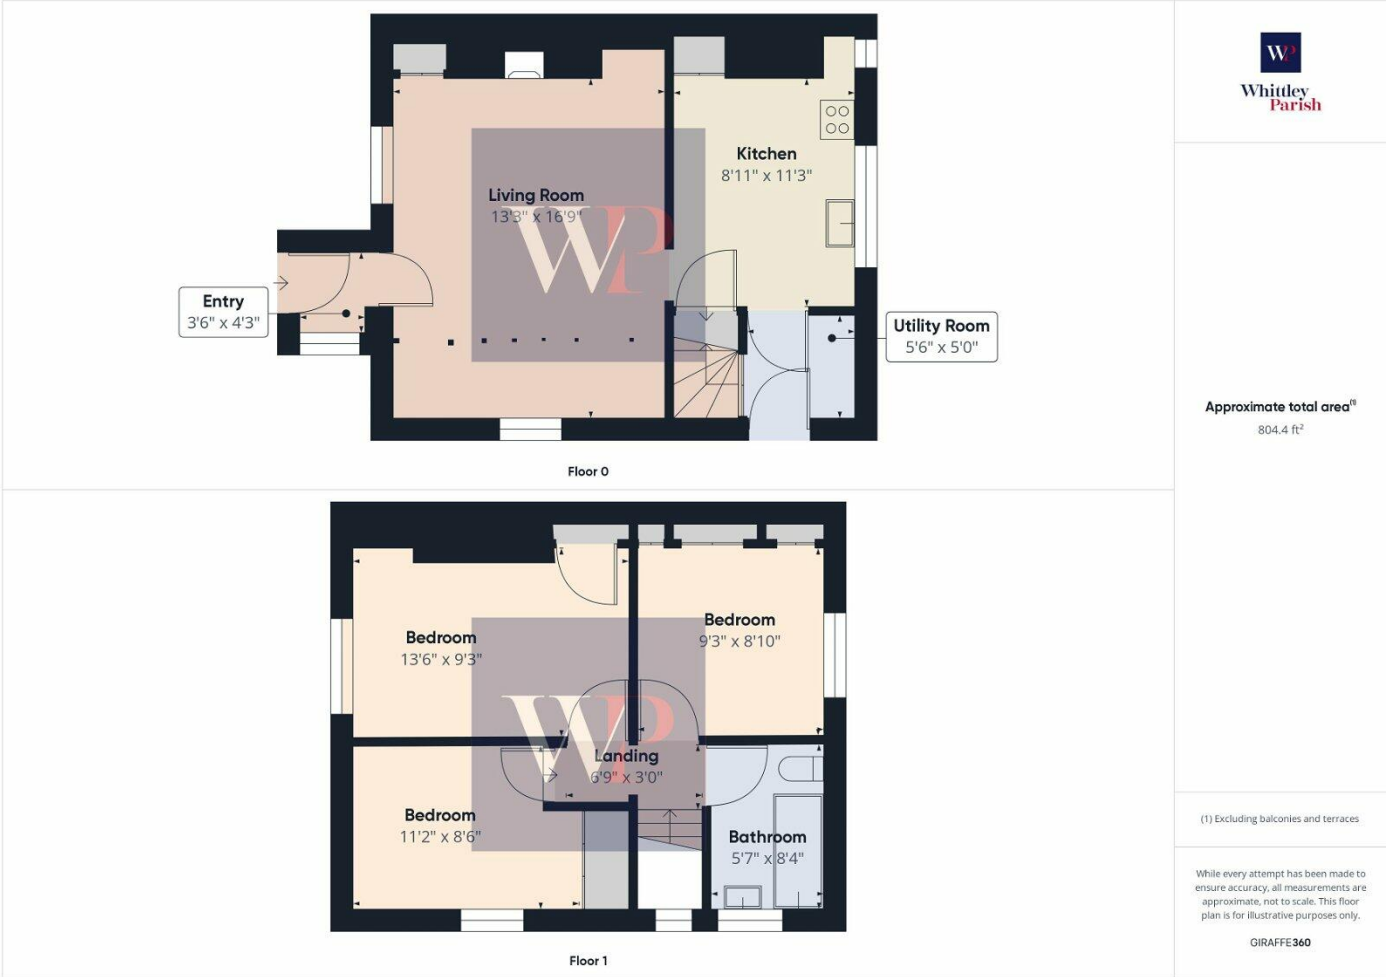 WP
Whittley
Parish
Kitchen
8'11" x 11'3"
Living Room
13'3" x 16'9"
WP
Entry
3'6" x 4'3"
Utility Room
5'6" x 5'0"
Floor 0
Approximate total area(1)
804.4 ft²
Bedroom
9'3" x 8'10"
Bedroom
13'6" x 9'3"
WP
Landing
6'9" x 3'0"
Bedroom
11'2" x 8'6"
Bathroom
5'7" x 8'4"
Floor 1
(1) Excluding balconies and terraces
While every attempt has been made to
ensure accuracy, all measurements are
approximate, not to scale. This floor
plan is for illustrative purposes only.
GIRAFFE360